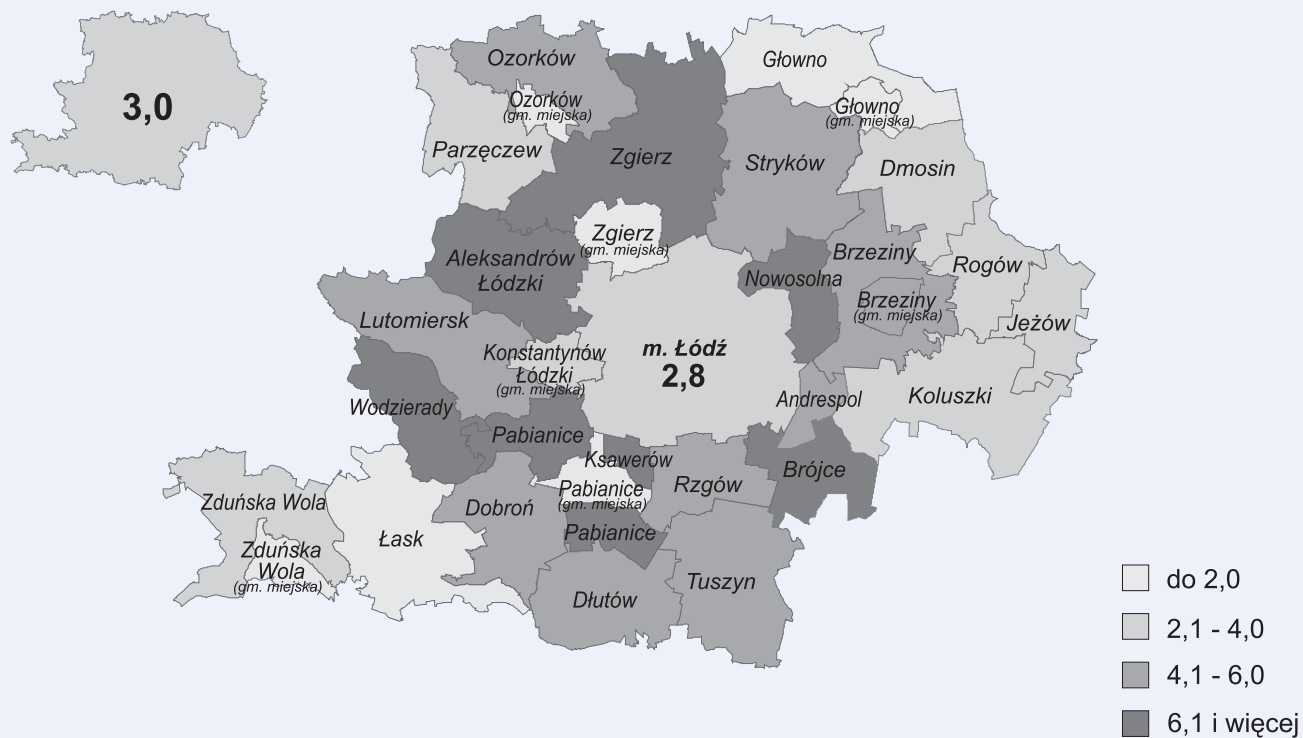 3,0
Ozorków
Głowno
Ozorków
(gm. miejska)
Głowno
(gm. miejska)
Parzęczew
Zgierz
Stryków
Dmosin
Zgierz
(gm. miejska)
Aleksandrów
Łódzki
Nowosolna
Brzeziny
Rogów
Brzeziny
(gm. miejska)
Jeżów
Lutomiersk
Konstantynów
Łódzki
(gm. miejska)
m. Łódź
2,8
Andrespol
Koluszki
Wodzierady
Pabianice
Ksawerów
Brójce
Pabianice
(gm. miejska)
Rzgów
Zduńska Wola
Dobroń
Łask
Pabianice
Zduńska
Wola
(gm. miejska)
Dłutów
Tuszyn
do 2,0
2,1 - 4,0
4,1 - 6,0
6,1 i więcej